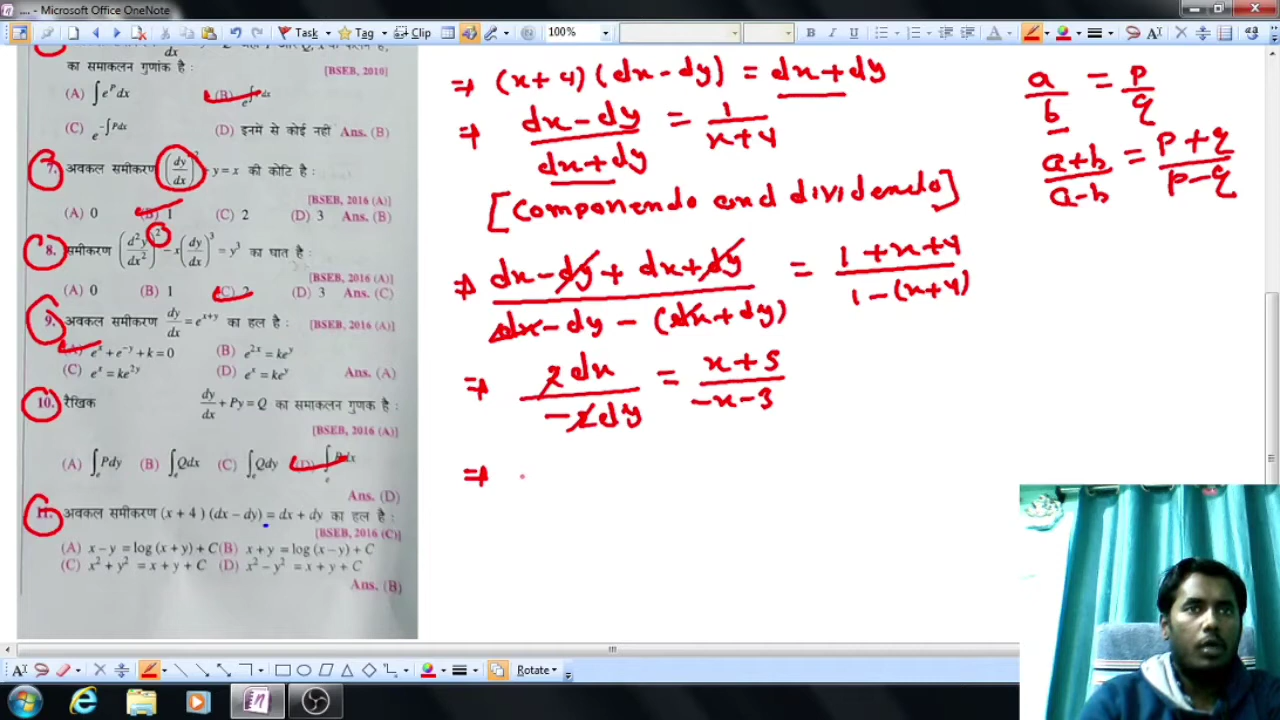 .... - Microsoft Office OneNote
Task Tag Clip 100%
का समाकलन गुणांक है : [BSEB, 2010]
(A) ∫e^P dx (B) e^∫Pdx
(C) e^-∫Pdx (D) इनमें से कोई नहीं Ans. (B)
7. अवकल समीकरण (dy/dx)^2 - y = x की कोटि है :
[BSEB, 2016 (A)]
(A) 0 (B) 1 (C) 2 (D) 3 Ans. (B)
8. समीकरण (d²y/dx²)² - x(dy/dx)³ = y³ का घात है :
[BSEB, 2016 (A)]
(A) 0 (B) 1 (C) 2 (D) 3 Ans. (C)
9. अवकल समीकरण dy/dx = e^x+y का हल है : [BSEB, 2016 (A)]
(A) e^x + e^-y + k = 0 (B) e^2x = ke^y
(C) e^x = ke^2y (D) e^x = ke^y Ans. (A)
10. रैखिक dy/dx + Py = Q का समाकलन गुणक है :
[BSEB, 2016 (A)]
(A) ∫e Pdy (B) ∫e Qdx (C) ∫e Qdy (D) ∫e Pdx
Ans. (D)
11. अवकल समीकरण (x + 4) (dx – dy) = dx + dy का हल है :
[BSEB, 2016 (C)]
(A) x – y = log (x + y) + C (B) x + y = log (x – y) + C
(C) x² + y² = x + y + C (D) x² – y² = x + y + C
Ans. (B)
⇒ (x+4) (dx-dy) = dx+dy
⇒ dx-dy / dx+dy = 1 / x+4
[Componendo and dividendo]
⇒ dx-dy + dx+dy / dx-dy - (dx+dy) = 1+x+4 / 1-(x+4)
⇒ 2dx / -2dy = x+5 / -x-3
⇒
a/b = p/q
a+b / a-b = p+q / p-q
Rotate